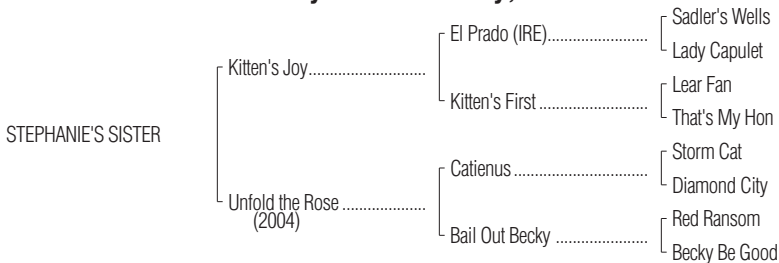 Sadler's Wells
El Prado (IRE)..........................
Lady Capulet
Kitten's Joy............................
Lear Fan
Kitten's First ............................
That's My Hon
STEPHANIE'S SISTER
Storm Cat
Catienus ..................................
Diamond City
Unfold the Rose ....................
(2004)
Red Ransom
Bail Out Becky .......................
Becky Be Good